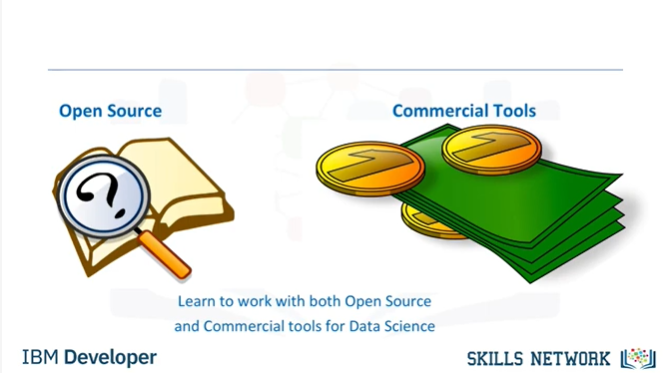 Open Source
Commercial Tools
?
Learn to work with both Open Source
and Commercial tools for Data Science
IBM Developer
SKILLS NETWORK